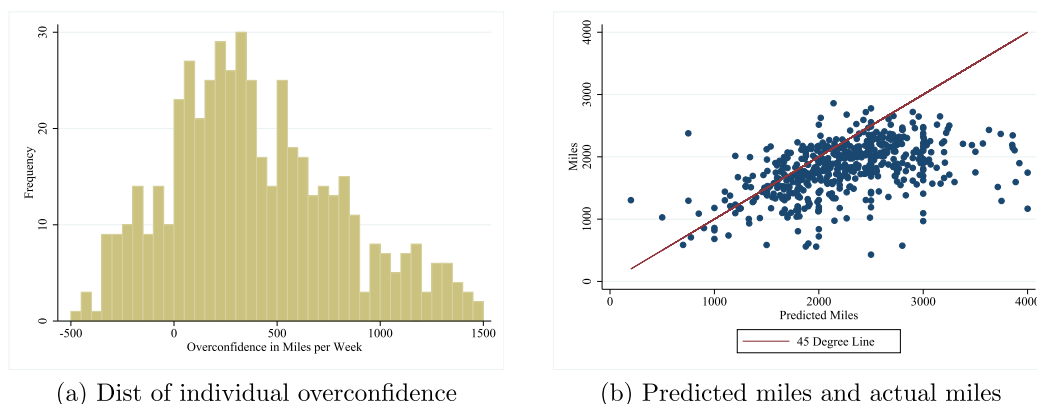 30
20
10
0
Frequency
-500 0 500 1000 1500
Overconfidence in Miles per Week
(a) Dist of individual overconfidence
4000
3000
2000
1000
0
Miles
0 1000 2000 3000 4000
Predicted Miles
45 Degree Line
(b) Predicted miles and actual miles